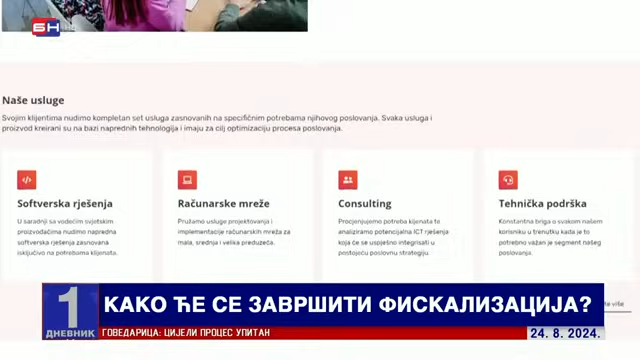 БН HD
Naše usluge
Svojim klijentima nudimo kompletan set usluga zasnovanih na specifičnim potrebama njihovog poslovanja. Svaka usluga i
proizvod kreirani su na bazi naprednih tehnologija i imaju za cilj optimizaciju procesa poslovanja.
Softverska rješenja
U saradnji sa vodećim svjetskim
proizvođačima nudimo napredna
softverska rješenja zasnovana
isključivo na potrebama klijenata.
Računarske mreže
Pružamo usluge projektovanja i
implementacije računarskih mreža za
mala, srednja i velika preduzeća.
Consulting
Procjenjujemo potreba klijenata te
analiziramo potencijalna ICT rješenja
koja će se uspješno integrisati u
postojeću poslovnu strategiju.
Tehnička podrška
Konstantna briga o svakom našem
korisniku u trenutku kada je to
potrebno važan je segment našeg
poslovanja.
više
1
ДНЕВНИК
КАКО ЋЕ СЕ ЗАВРШИТИ ФИСКАЛИЗАЦИЈА?
ГОВЕДАРИЦА: ЦИЈЕЛИ ПРОЦЕС УПИТАН
24. 8. 2024.